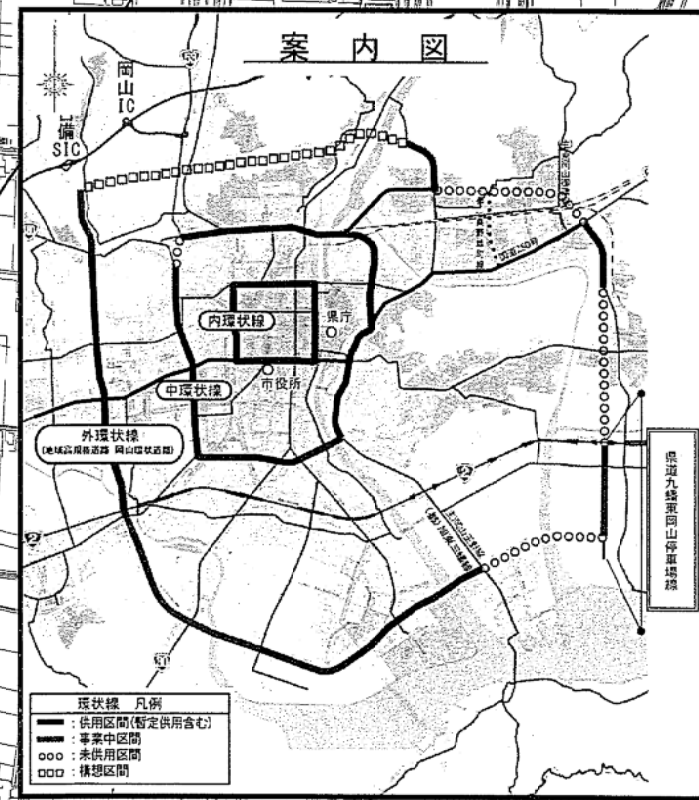 案内図
岡山IC
SIC
53
内環状線
県庁
市役所
中環状線
外環状線
(地域高規格道路 岡山環状道路)
2
2
30
県道九蟠東岡山停車場線
環状線 凡例
:供用区間(暫定供用含む)
:事業中区間
:未供用区間
:構想区間